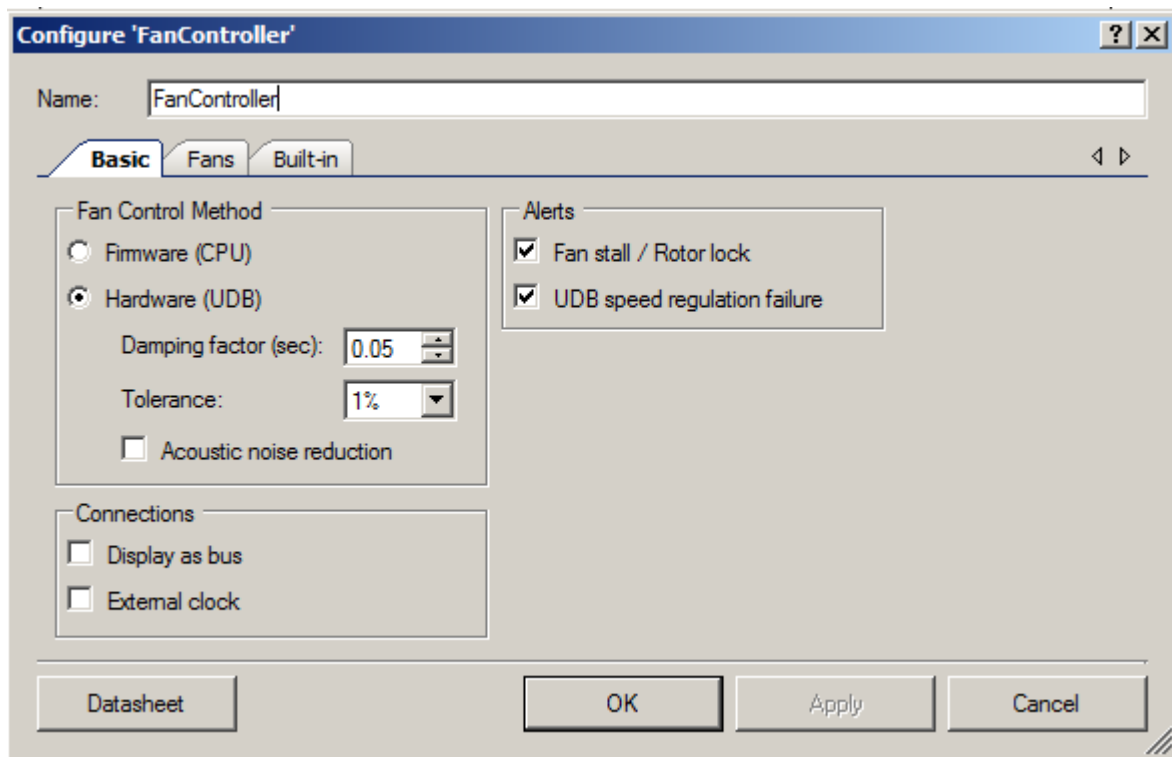 Configure 'FanController'
Name: FanController
Basic Fans Built-in
Fan Control Method
Firmware (CPU)
Hardware (UDB)
Damping factor (sec): 0.05
Tolerance: 1%
Acoustic noise reduction
Connections
Display as bus
External clock
Alerts
Fan stall / Rotor lock
UDB speed regulation failure
Datasheet OK Apply Cancel